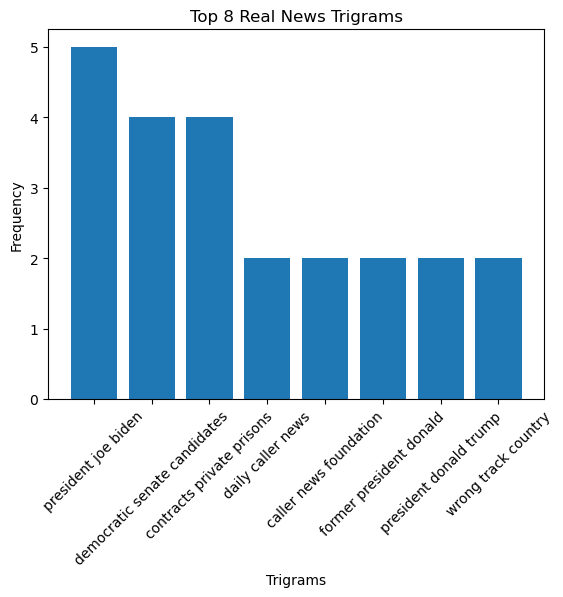 Top 8 Real News Trigrams
Frequency
5
4
3
2
1
0
president joe biden
democratic senate candidates
contracts private prisons
daily caller news
caller news foundation
former president donald
president donald trump
wrong track country
Trigrams